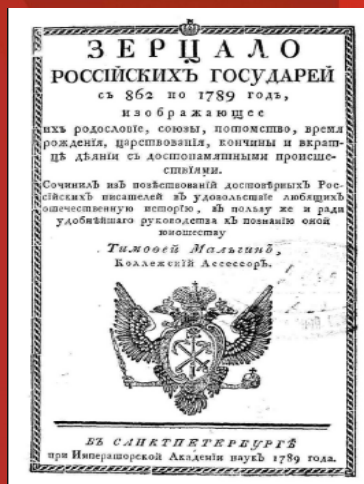 ЗЕРЦАЛО
РОССІЙСКИХЪ ГОСУДАРЕЙ
съ 862 по 1789 годъ,
изображающее
ихъ родословіе, союзы, потомство, время
рожденія, царствованія, кончины и вкрат-
цѣ дѣяніи съ достопамятными происше-
ствіями.
Сочинилъ изъ повѣствованій достовѣрныхъ Рос-
сійскихъ писателей въ удовольствіе любящихъ
отечественную исторію, въ пользу же и ради
удобнѣйшаго руководства къ познанію оной
юношеству
Тимоѳей Мальгинъ,
Коллежскій Ассессоръ.
ВЪ САНКТПЕТЕРБУРГѢ
при Императорской Академіи наукъ 1789 года.